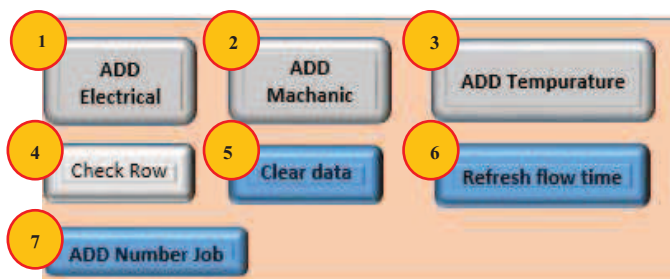 1
ADD
Electrical
2
ADD
Machanic
3
ADD Tempurature
4
Check Row
5
Clear data
6
Refresh flow time
7
ADD Number Job